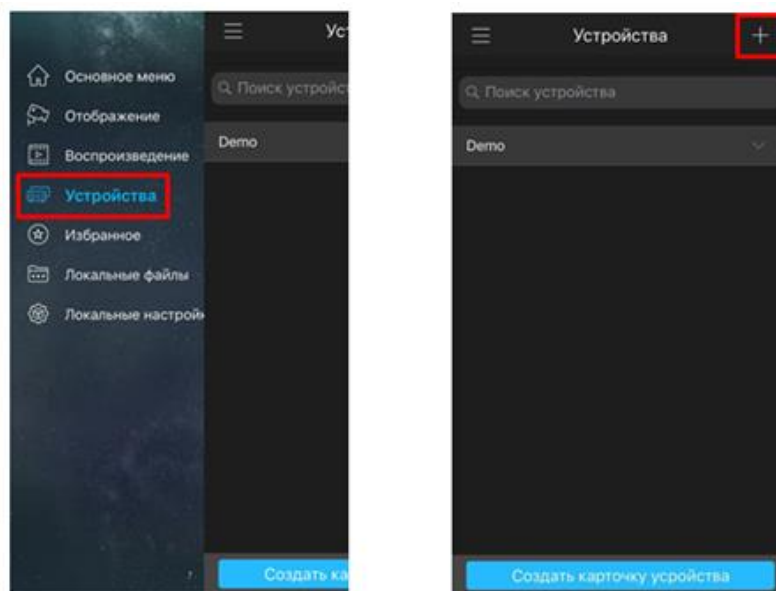 Основное меню
Отображение
Воспроизведение
Устройства
Избранное
Локальные файлы
Локальные настрой
Ус
Поиск устройст
Demo
Создать ка
Устройства
Поиск устройства
Demo
Создать карточку усройства